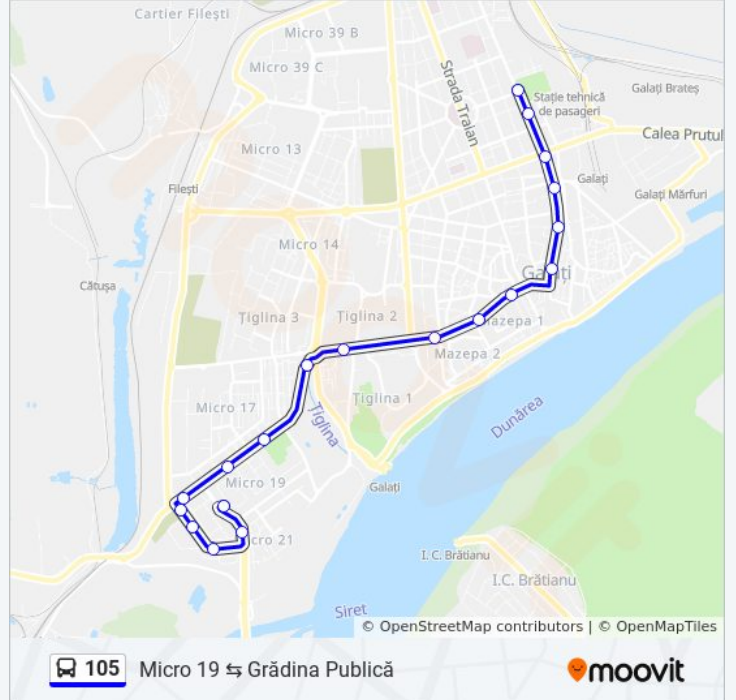 Cartier Filești
Micro 39 B
Micro 39 C
Strada Traian
Stație tehnică
de pasageri
Galați Brateș
Calea Prutul
Micro 13
Filești
Galați
Galați Mărfuri
Micro 14
Galați
Cătușa
Țiglina 3
Țiglina 2
Mazepa 1
Mazepa 2
Țiglina 1
Micro 17
Țiglina
Dunărea
Micro 19
Galați
cro 21
I. C. Brătianu
I.C. Brătianu
Siret
© OpenStreetMap contributors | © OpenMapTiles
105 Micro 19 ⇆ Grădina Publică
moovit